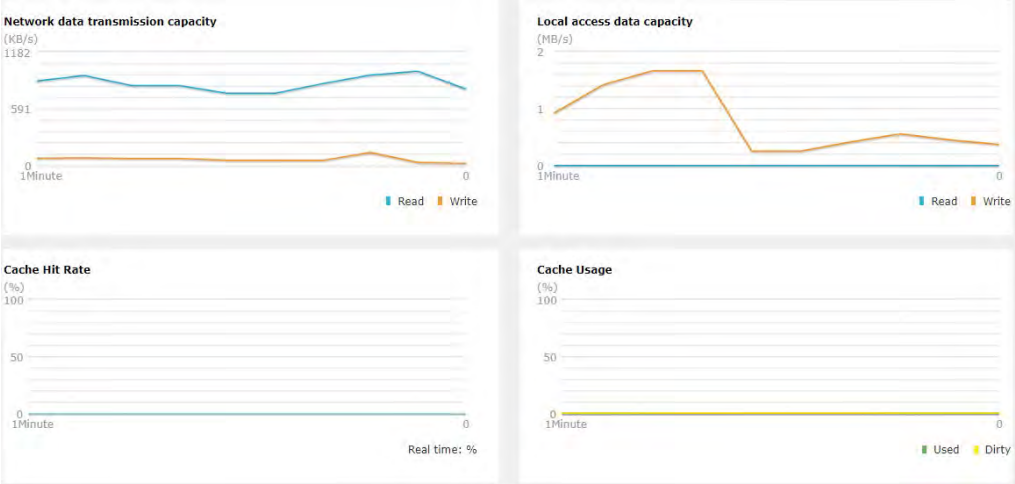 Network data transmission capacity
(KB/s)
1182
591
0
1Minute 0
Read Write
Local access data capacity
(MB/s)
2
1
0
1Minute 0
Read Write
Cache Hit Rate
(%)
100
50
0
1Minute 0
Real time: %
Cache Usage
(%)
100
50
0
1Minute 0
Used Dirty